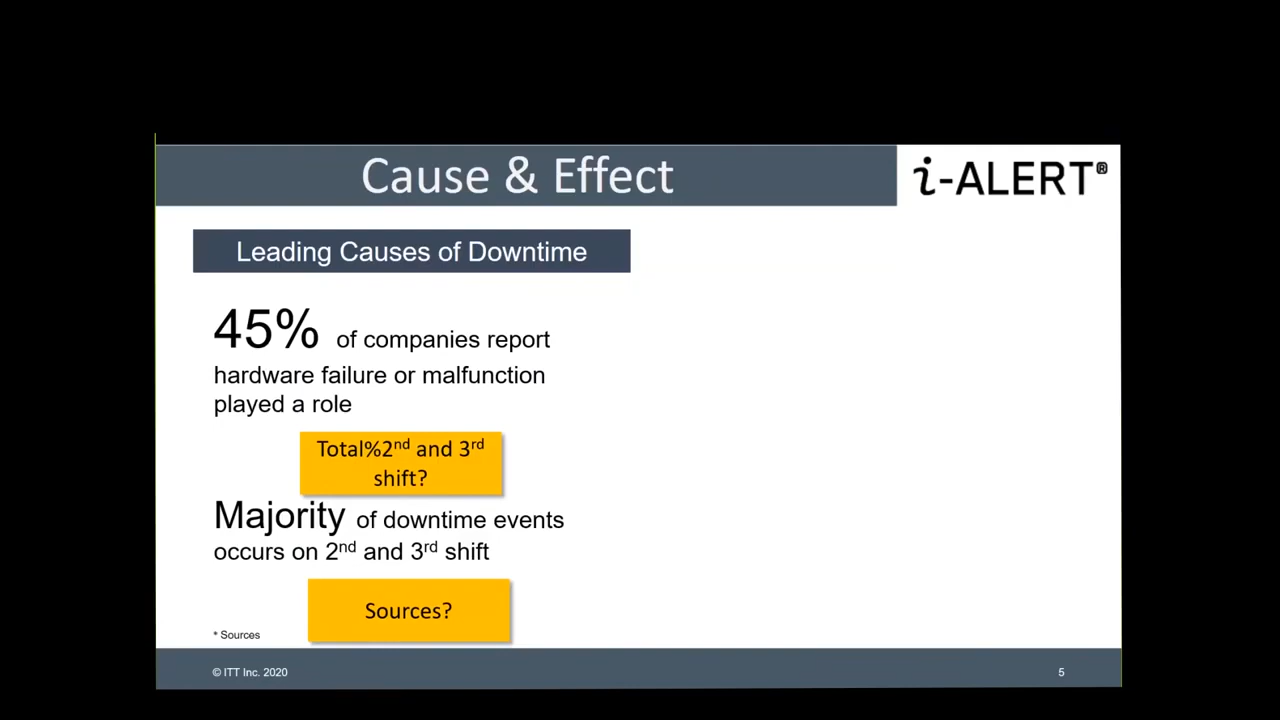 Cause & Effect
i-ALERT®
Leading Causes of Downtime
45% of companies report
hardware failure or malfunction
played a role
Total%2nd and 3rd
shift?
Majority of downtime events
occurs on 2nd and 3rd shift
Sources?
* Sources
© ITT Inc. 2020
5